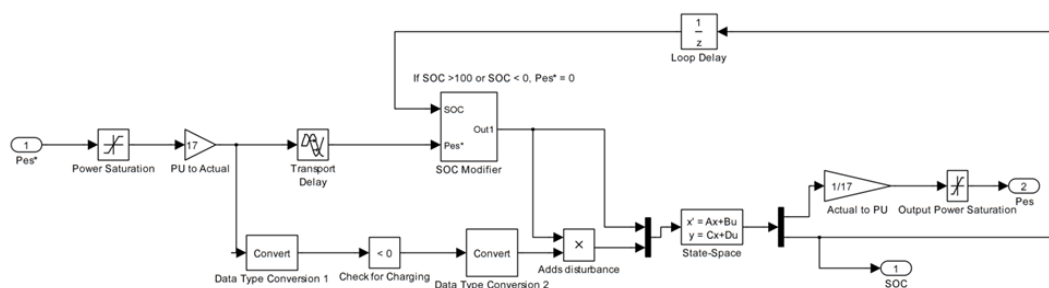 1
z
Loop Delay
If SOC >100 or SOC < 0, Pes* = 0
SOC
Out1
Pes*
SOC Modifier
1
Pes*
Power Saturation
17
PU to Actual
Transport
Delay
1/17
Actual to PU
Output Power Saturation
2
Pes
x' = Ax+Bu
y = Cx+Du
State-Space
Convert
Data Type Conversion 1
< 0
Check for Charging
Convert
Data Type Conversion 2
×
Adds disturbance
1
SOC